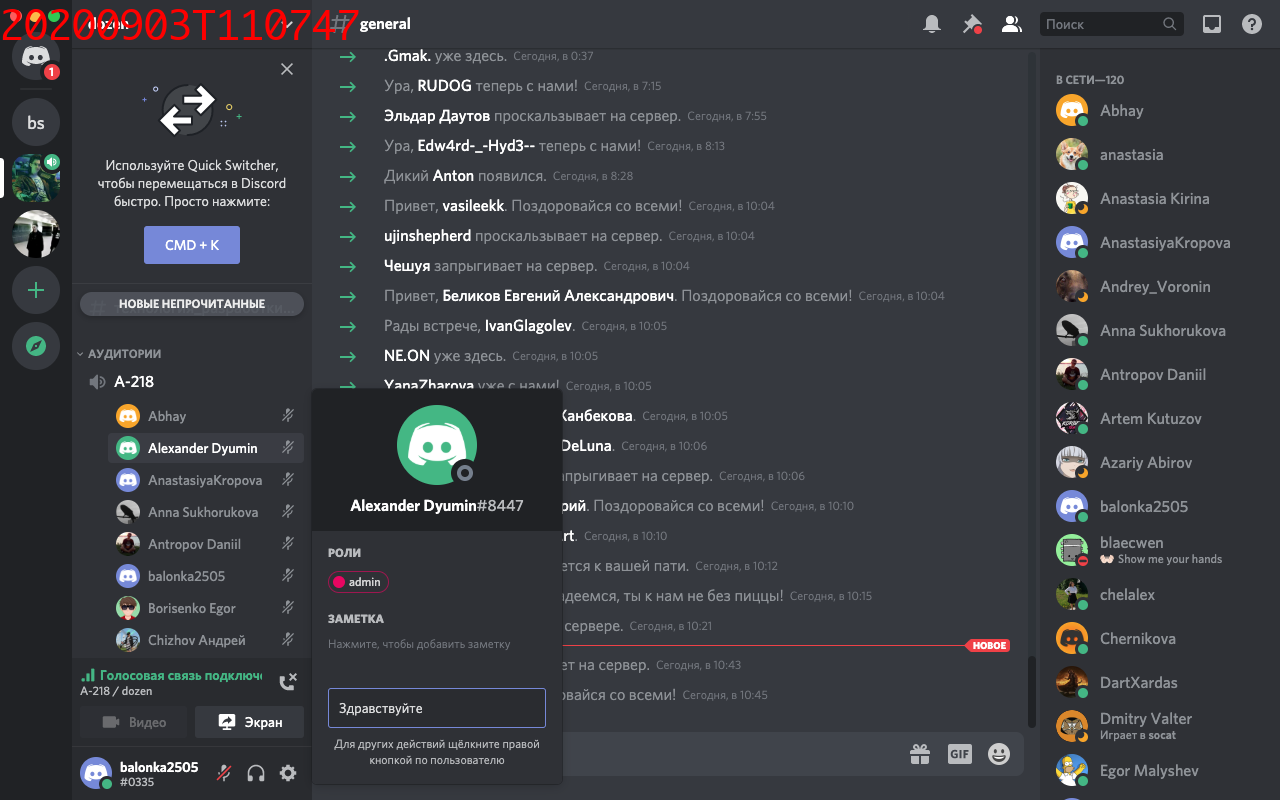 20200903T110747
dozen
general
Поиск
1
bs
Используйте Quick Switcher,
чтобы перемещаться в Discord
быстро. Просто нажмите:
CMD + K
НОВЫЕ НЕПРОЧИТАННЫЕ
АУДИТОРИИ
A-218
Abhay
Alexander Dyumin
AnastasiyaKropova
Anna Sukhorukova
Antropov Daniil
balonka2505
Borisenko Egor
Chizhov Андрей
Голосовая связь подключе
A-218 / dozen
Видео
Экран
balonka2505
#0335
.Gmak. уже здесь. Сегодня, в 0:37
Ура, RUDOG теперь с нами! Сегодня, в 7:15
Эльдар Даутов проскальзывает на сервер. Сегодня, в 7:55
Ура, Edw4rd-_-Hyd3-- теперь с нами! Сегодня, в 8:13
Дикий Anton появился. Сегодня, в 8:28
Привет, vasileekk. Поздоровайся со всеми! Сегодня, в 10:04
ujinshepherd проскальзывает на сервер. Сегодня, в 10:04
Чешуя запрыгивает на сервер. Сегодня, в 10:04
Привет, Беликов Евгений Александрович. Поздоровайся со всеми! Сегодня, в 10:04
Рады встрече, IvanGlagolev. Сегодня, в 10:05
NE.ON уже здесь. Сегодня, в 10:05
YanaZharova уже с нами! Сегодня, в 10:05
Канбекова. Сегодня, в 10:05
DeLuna. Сегодня, в 10:06
апрыгивает на сервер. Сегодня, в 10:06
рий. Поздоровайся со всеми! Сегодня, в 10:10
rt. Сегодня, в 10:10
ется к вашей пати. Сегодня, в 10:12
деемся, ты к нам не без пиццы! Сегодня, в 10:15
сервере. Сегодня, в 10:21
НОВОЕ
ет на сервер. Сегодня, в 10:43
овайся со всеми! Сегодня, в 10:45
GIF
Alexander Dyumin#8447
РОЛИ
admin
ЗАМЕТКА
Нажмите, чтобы добавить заметку
Здравствуйте
Для других действий щёлкните правой
кнопкой по пользователю
В СЕТИ—120
Abhay
anastasia
Anastasia Kirina
AnastasiyaKropova
Andrey_Voronin
Anna Sukhorukova
Antropov Daniil
Artem Kutuzov
Azariy Abirov
balonka2505
blaecwen
Show me your hands
chelalex
Chernikova
DartXardas
Dmitry Valter
Играет в socat
Egor Malyshev